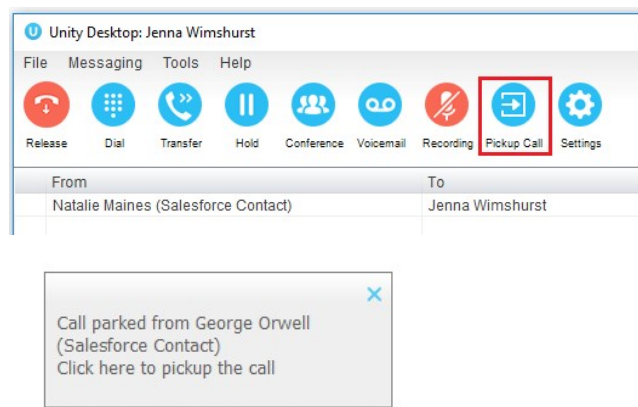 U Unity Desktop: Jenna Wimshurst
File Messaging Tools Help
Release Dial Transfer Hold Conference Voicemail Recording Pickup Call Settings
From To
Natalie Maines (Salesforce Contact) Jenna Wimshurst
Call parked from George Orwell
(Salesforce Contact)
Click here to pickup the call